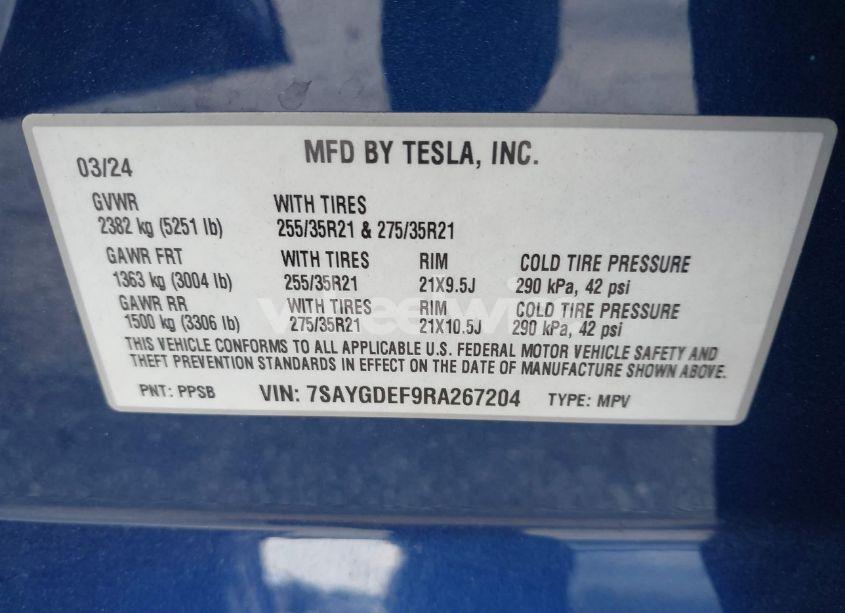 03/24 MFD BY TESLA, INC.
GVWR WITH TIRES
2382 kg (5251 lb) 255/35R21 & 275/35R21
GAWR FRT WITH TIRES RIM COLD TIRE PRESSURE
1363 kg (3004 lb) 255/35R21 21X9.5J 290 kPa, 42 psi
GAWR RR WITH TIRES RIM COLD TIRE PRESSURE
1500 kg (3306 lb) 275/35R21 21X10.5J 290 kPa, 42 psi
THIS VEHICLE CONFORMS TO ALL APPLICABLE U.S. FEDERAL MOTOR VEHICLE SAFETY AND
THEFT PREVENTION STANDARDS IN EFFECT ON THE DATE OF MANUFACTURE SHOWN ABOVE.
PNT: PPSB VIN: 7SAYGDEF9RA267204 TYPE: MPV